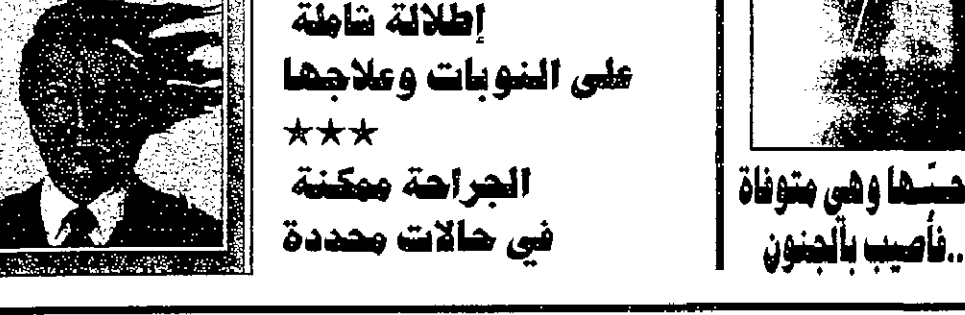 وهي متوفاة
..فأصيب بالجنون
إطلالة شاملة
على النوبات وعلاجها
★★★
الجراحة ممكنة
في حالات محددة